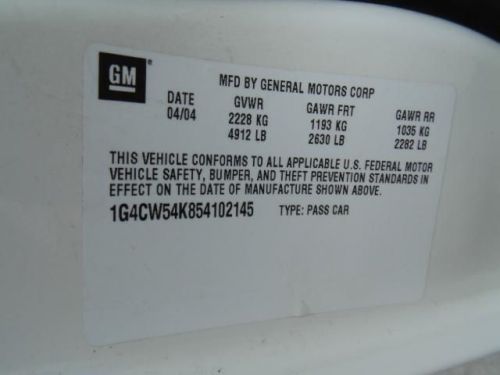 GM
MFD BY GENERAL MOTORS CORP
DATE GVWR GAWR FRT GAWR RR
04/04 2228 KG 1193 KG 1035 KG
4912 LB 2630 LB 2282 LB
THIS VEHICLE CONFORMS TO ALL APPLICABLE U.S. FEDERAL MOTOR
VEHICLE SAFETY, BUMPER, AND THEFT PREVENTION STANDARDS IN
EFFECT ON THE DATE OF MANUFACTURE SHOWN ABOVE.
1G4CW54K854102145 TYPE: PASS CAR